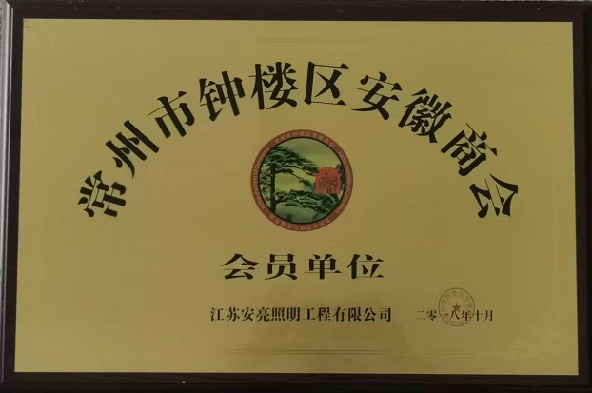 常州市钟楼区安徽商会
会员单位
江苏安亮照明工程有限公司
二零一八年十月